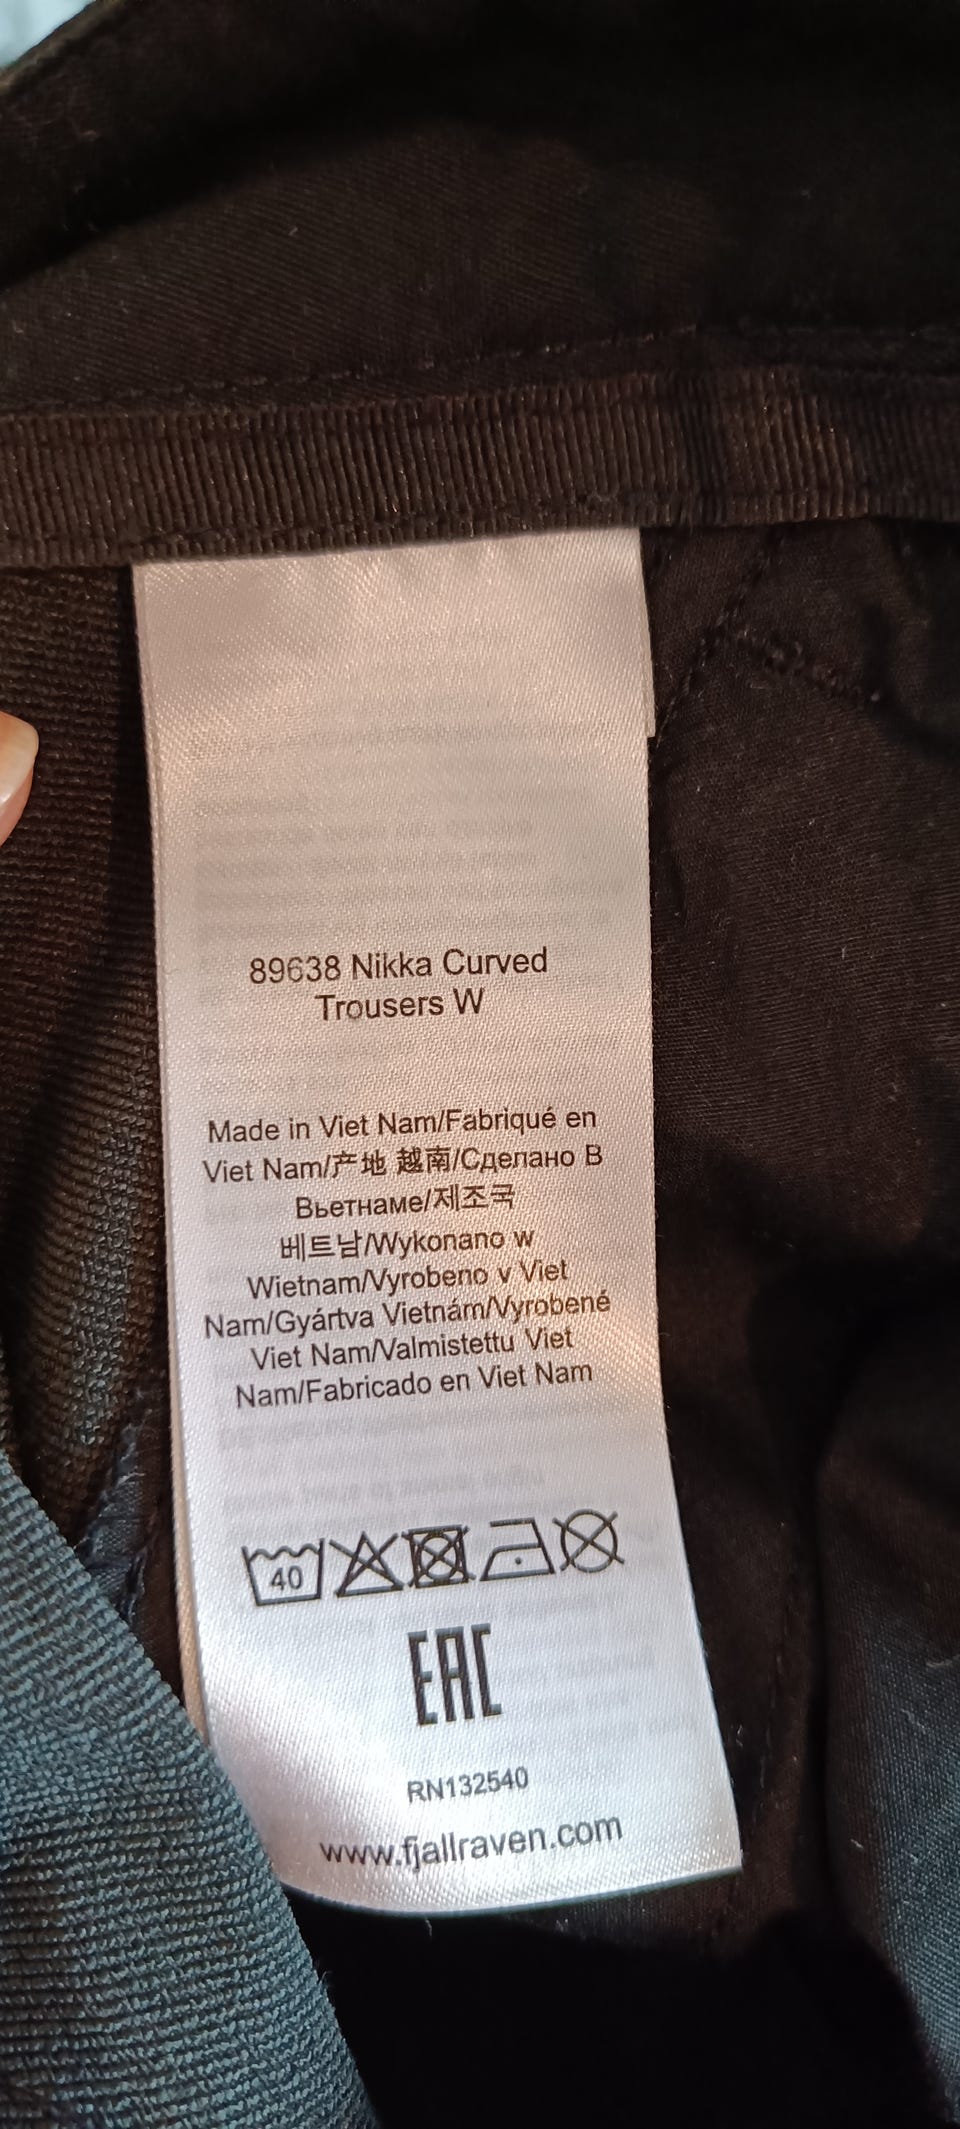 89638 Nikka Curved
Trousers W
Made in Viet Nam/Fabriqué en
Viet Nam/产地 越南/Сделано В
Вьетнаме/제조국
베트남/Wykonano w
Wietnam/Vyrobeno v Viet
Nam/Gyártva Vietnám/Vyrobené
Viet Nam/Valmistettu Viet
Nam/Fabricado en Viet Nam
40
EAC
RN132540
www.fjallraven.com